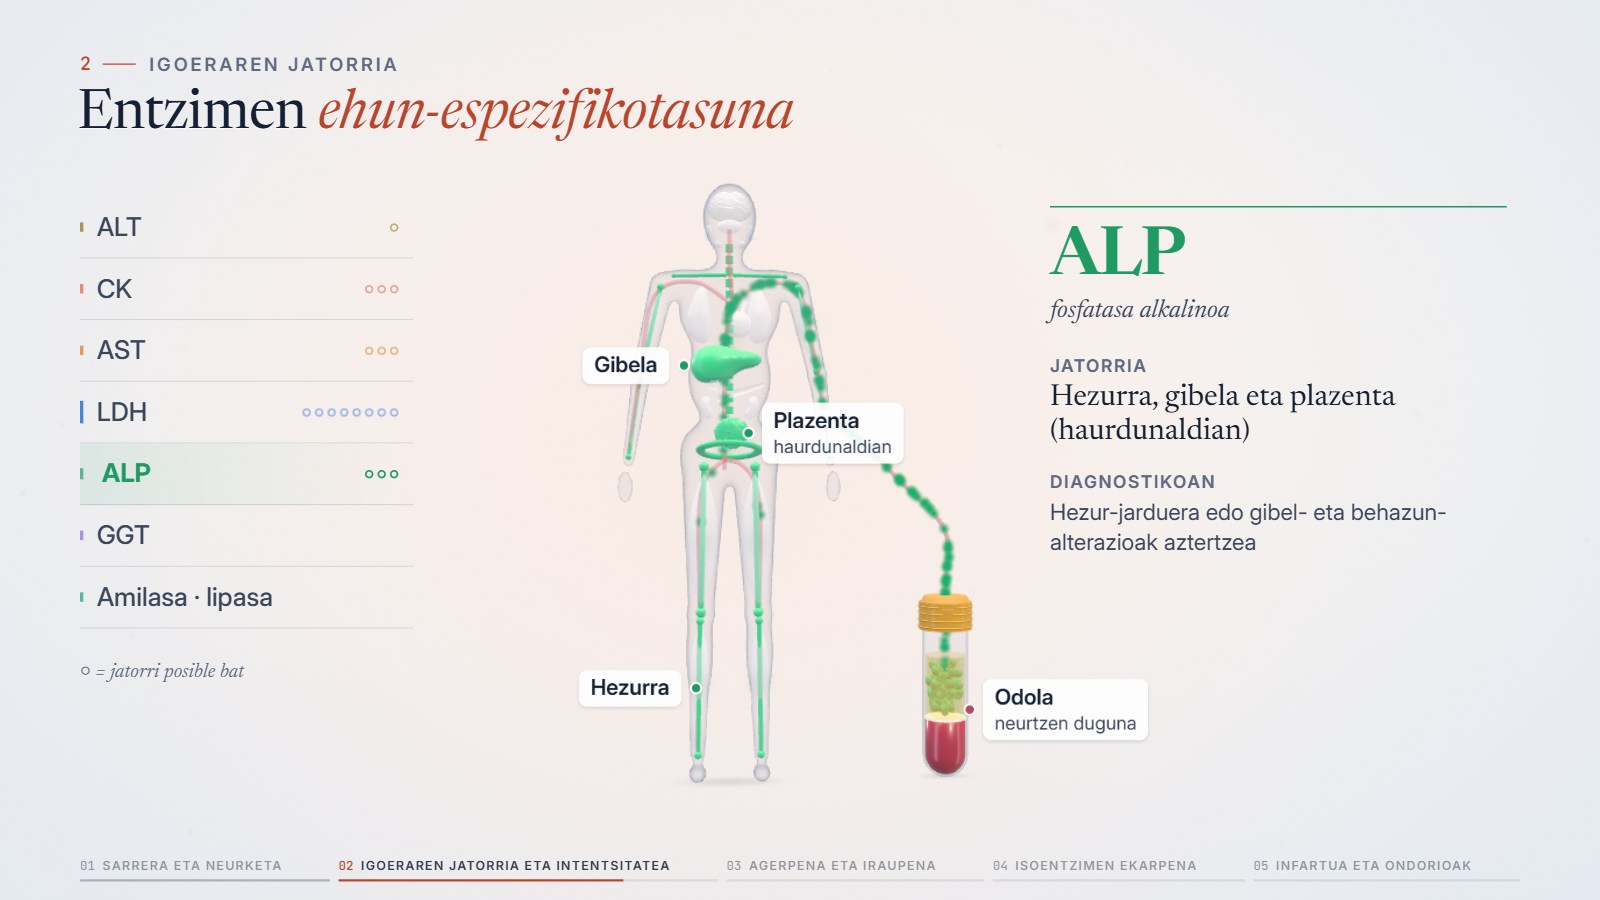 2 — IGOERAREN JATORRIA
Entzimen ehun-espezifikotasuna
ALT
CK
AST
LDH
ALP
GGT
Amilasa · lipasa
○ = jatorri posible bat
Gibela
Plazenta
haurdunaldian
Hezurra
Odola
neurtzen duguna
ALP
fosfatasa alkalinoa
JATORRIA
Hezurra, gibela eta plazenta
(haurdunaldian)
DIAGNOSTIKOAN
Hezur-jarduera edo gibel- eta behazun-
alterazioak aztertzea
01 SARRERA ETA NEURKETA
02 IGOERAREN JATORRIA ETA INTENTSITATEA
03 AGERPENA ETA IRAUPENA
04 ISOENTZIMEN EKARPENA
05 INFARTUA ETA ONDORIOAK